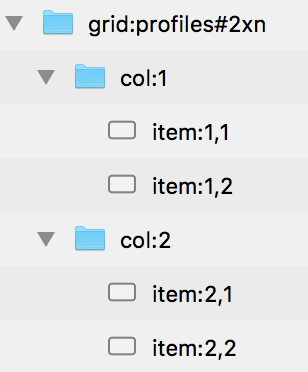 grid:profiles#2xn
col:1
item:1,1
item:1,2
col:2
item:2,1
item:2,2